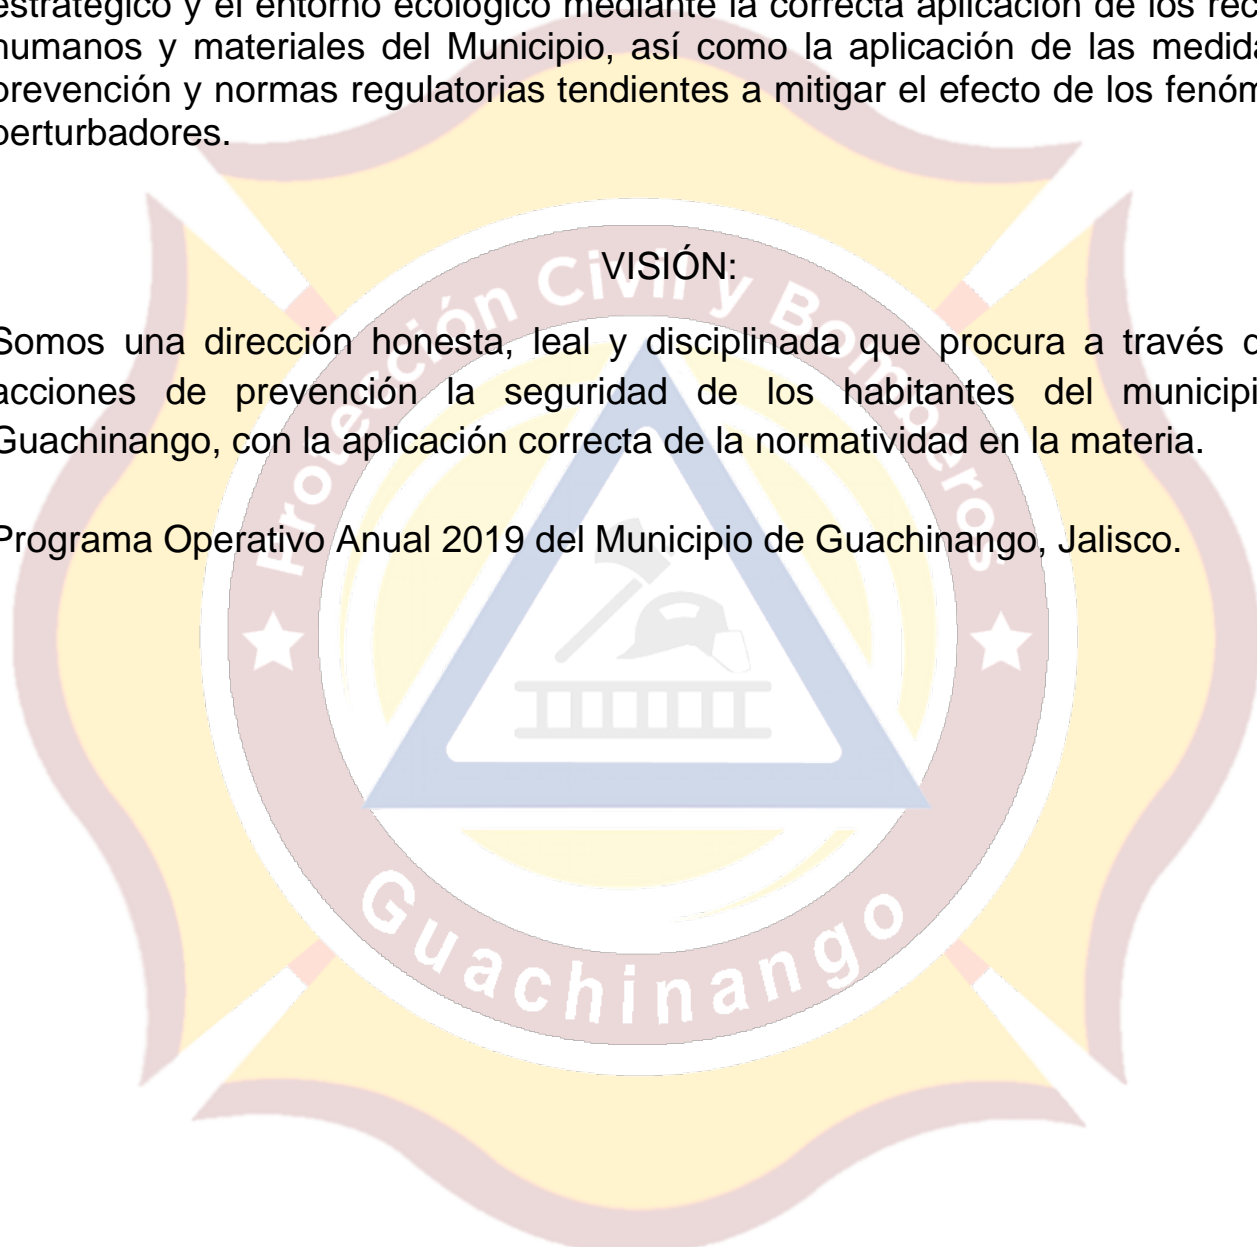 estratégico y el entorno ecológico mediante la correcta aplicación de los rec
humanos y materiales del Municipio, así como la aplicación de las medida
prevención y normas regulatorias tendientes a mitigar el efecto de los fenóm
perturbadores.
VISIÓN:
Somos una dirección honesta, leal y disciplinada que procura a través d
acciones de prevención la seguridad de los habitantes del municipi
Guachinango, con la aplicación correcta de la normatividad en la materia.
Programa Operativo Anual 2019 del Municipio de Guachinango, Jalisco.
Protección Civil y Bomberos
Guachinango